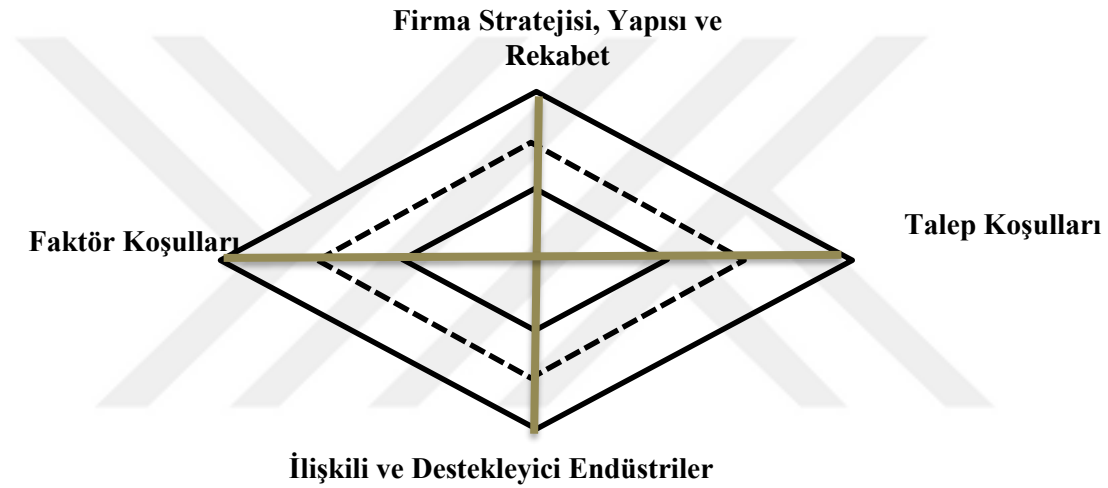 Firma Stratejisi, Yapısı ve
Rekabet
Faktör Koşulları
Talep Koşulları
İlişkili ve Destekleyici Endüstriler